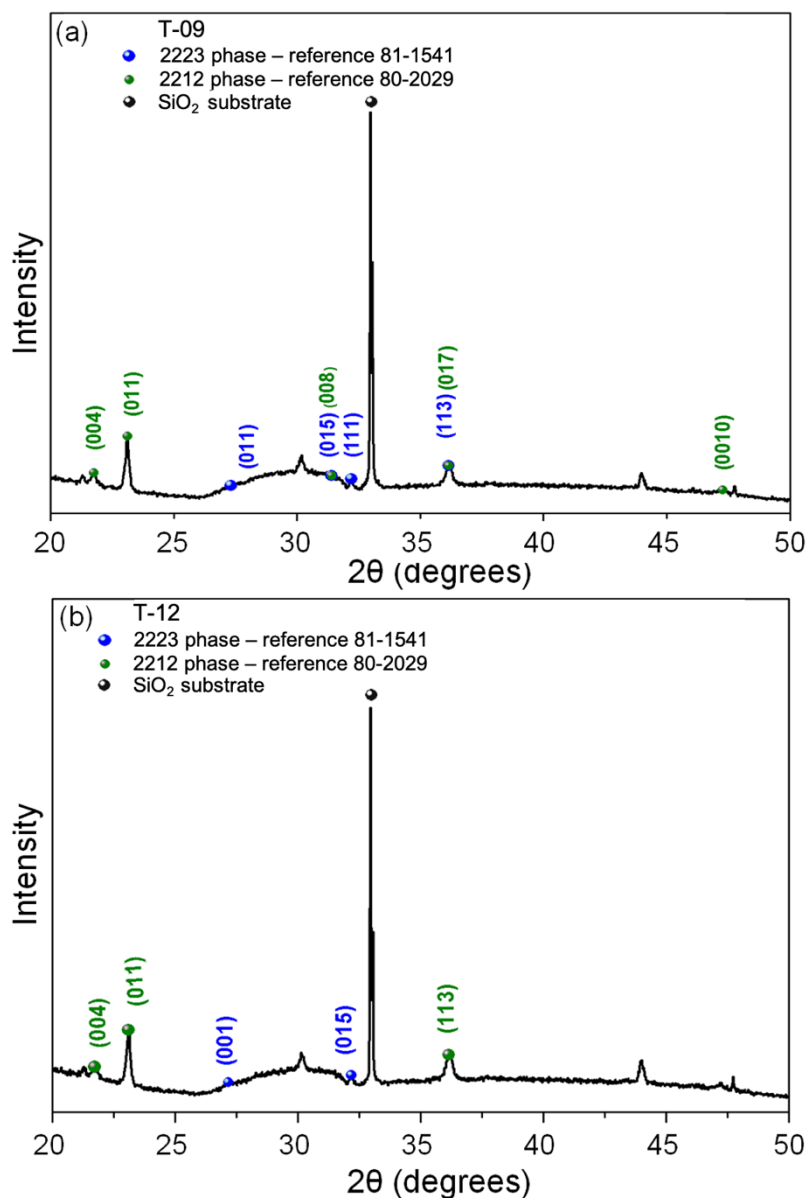 (a) T-09
2223 phase – reference 81-1541
2212 phase – reference 80-2029
SiO₂ substrate
Intensity
(004)
(011)
(011)
(015) (008)
(111)
(113) (017)
(0010)
20 25 30 35 40 45 50
2θ (degrees)
(b) T-12
2223 phase – reference 81-1541
2212 phase – reference 80-2029
SiO₂ substrate
Intensity
(004)
(011)
(001)
(015)
(113)
20 25 30 35 40 45 50
2θ (degrees)